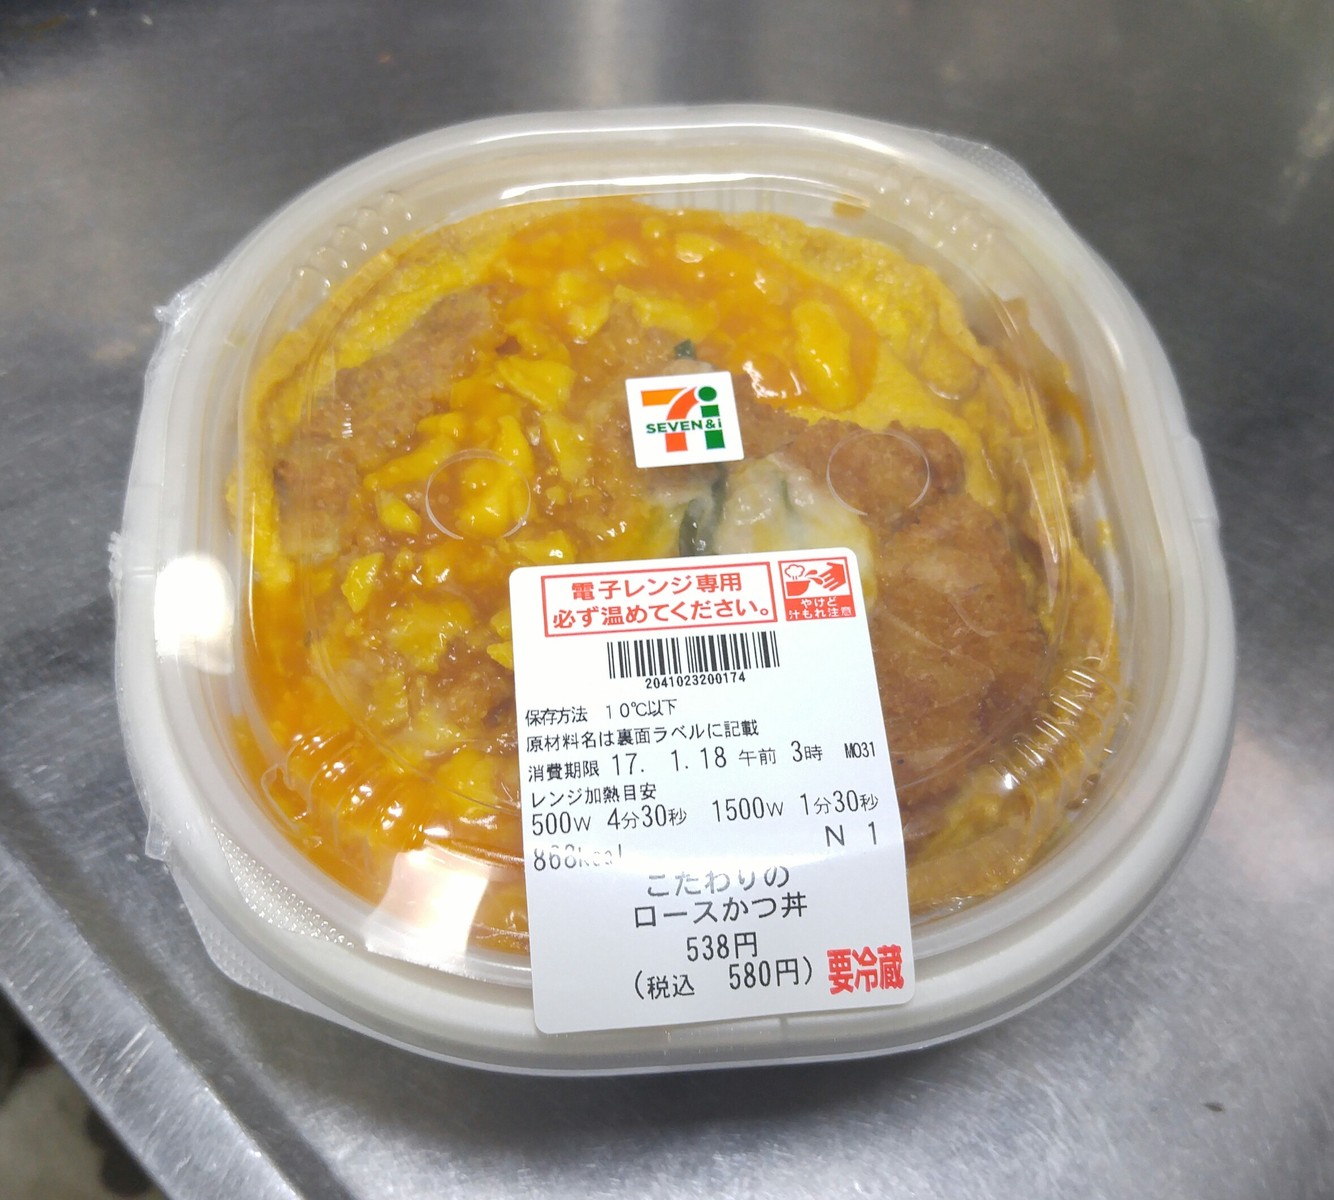 SEVEN&i
電子レンジ専用
必ず温めてください。
やけど
汁もれ注意
2041023200174
保存方法 10℃以下
原材料名は裏面ラベルに記載
消費期限 17. 1.18 午前 3時 M031
レンジ加熱目安
500W 4分30秒 1500W 1分30秒
868kcal N 1
こだわりの
ロースかつ丼
538円
(税込 580円)
要冷蔵